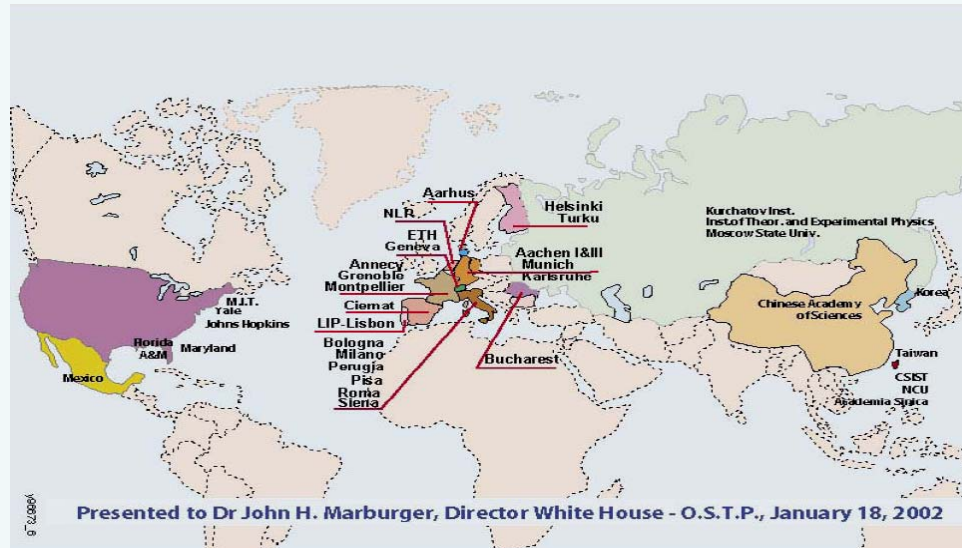 Aarhus
NLR
ETH
Geneva
Annecy
Grenoble
Montpellier
Ciemat
LIP-Lisbon
Bologna
Milano
Perugia
Pisa
Roma
Siena
Helsinki
Turku
Aachen I&III
Munich
Karlsruhe
Bucharest
Kurchatov Inst.
Inst.of Theor. and Experimental Physics
Moscow State Univ.
M.I.T.
Yale
Johns Hopkins
Florida
A&M
Maryland
Mexico
Chinese Academy
of Sciences
Korea
Taiwan
CSIST
NCU
Academia Sinica
Presented to Dr John H. Marburger, Director White House - O.S.T.P., January 18, 2002